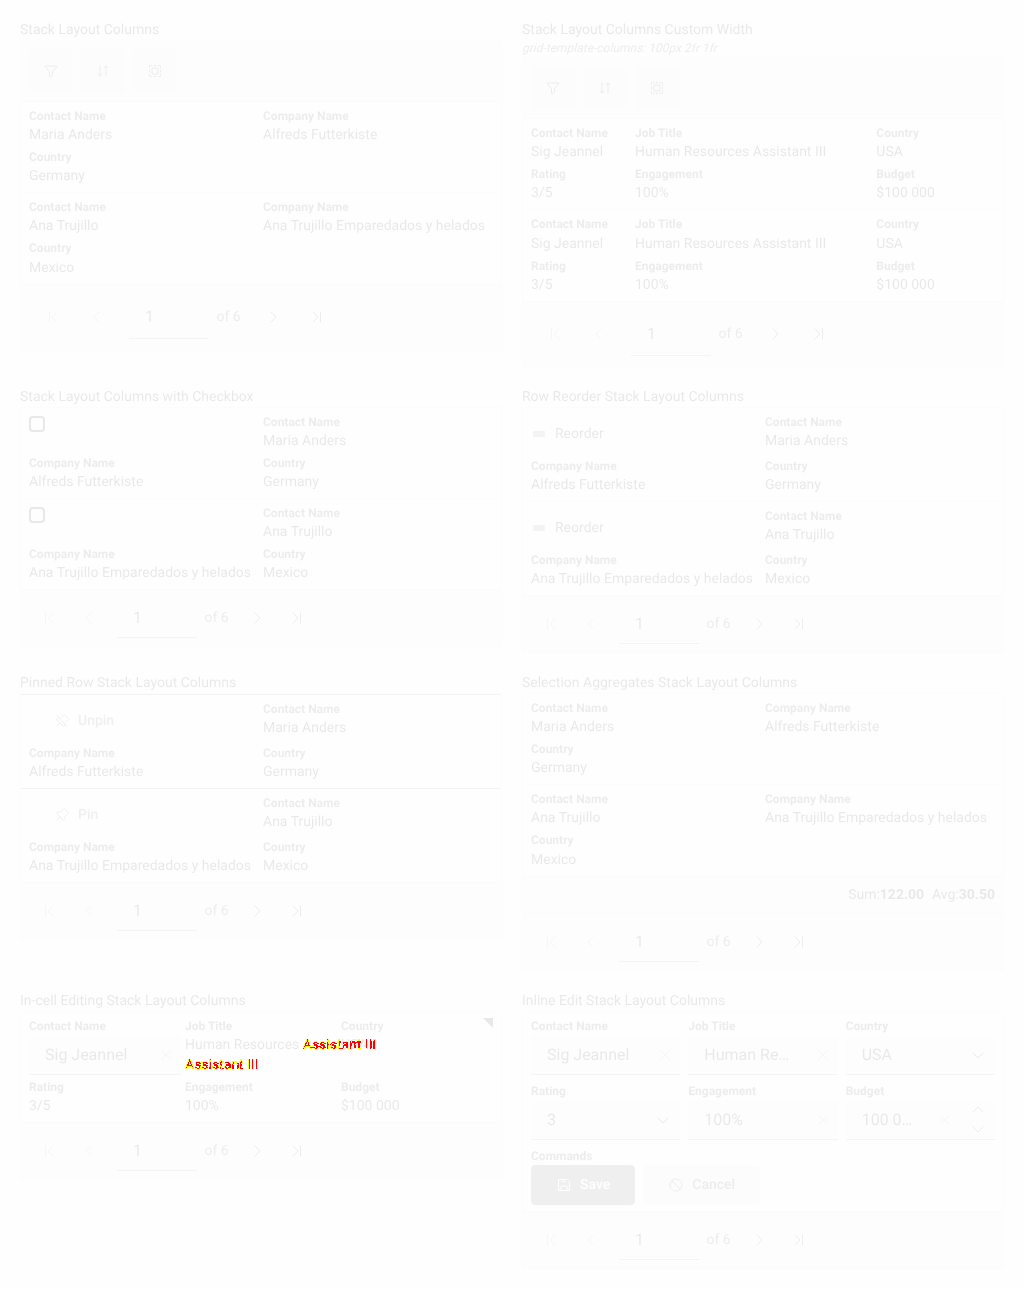 Stack Layout Columns
Contact Name
Maria Anders
Company Name
Alfreds Futterkiste
Country
Germany
Contact Name
Ana Trujillo
Company Name
Ana Trujillo Emparedados y helados
Country
Mexico
1 of 6
Stack Layout Columns Custom Width
grid-template-columns: 100px 2fr 1fr
Contact Name Job Title Country
Sig Jeannel Human Resources Assistant III USA
Rating Engagement Budget
3/5 100% $100 000
Contact Name Job Title Country
Sig Jeannel Human Resources Assistant III USA
Rating Engagement Budget
3/5 100% $100 000
1 of 6
Stack Layout Columns with Checkbox
Contact Name
Maria Anders
Company Name Country
Alfreds Futterkiste Germany
Contact Name
Ana Trujillo
Company Name Country
Ana Trujillo Emparedados y helados Mexico
1 of 6
Row Reorder Stack Layout Columns
Reorder
Contact Name
Maria Anders
Company Name Country
Alfreds Futterkiste Germany
Reorder
Contact Name
Ana Trujillo
Company Name Country
Ana Trujillo Emparedados y helados Mexico
1 of 6
Pinned Row Stack Layout Columns
Unpin
Contact Name
Maria Anders
Company Name Country
Alfreds Futterkiste Germany
Pin
Contact Name
Ana Trujillo
Company Name Country
Ana Trujillo Emparedados y helados Mexico
1 of 6
Selection Aggregates Stack Layout Columns
Contact Name Company Name
Maria Anders Alfreds Futterkiste
Country
Germany
Contact Name Company Name
Ana Trujillo Ana Trujillo Emparedados y helados
Country
Mexico
Sum:122.00 Avg:30.50
1 of 6
In-cell Editing Stack Layout Columns
Contact Name Job Title Country
Sig Jeannel Human Resources Assistant III
Assistant III
Rating Engagement Budget
3/5 100% $100 000
1 of 6
Inline Edit Stack Layout Columns
Contact Name Job Title Country
Sig Jeannel Human Re... USA
Rating Engagement Budget
3 100% 100 0...
Commands
Save Cancel
1 of 6